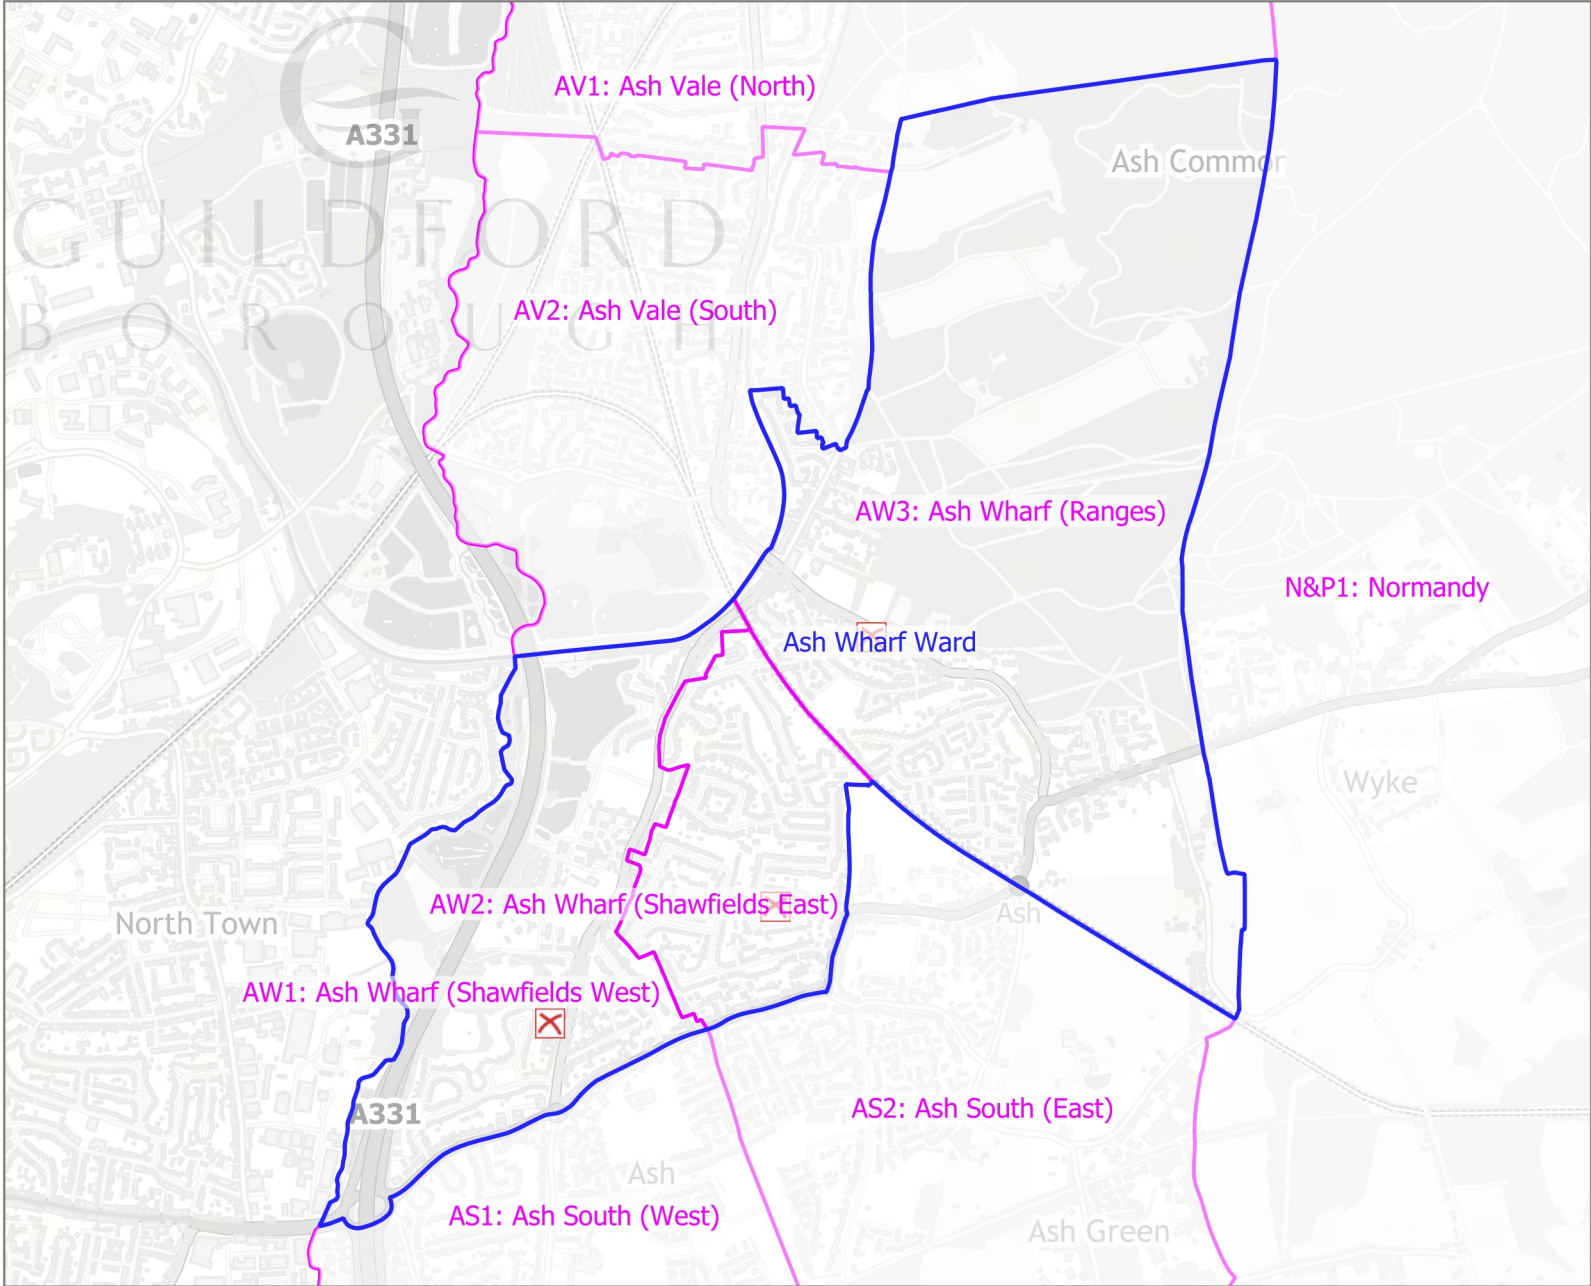 AV1: Ash Vale (North)
A331
Ash Common
GUILDFORD
BOROUGH
AV2: Ash Vale (South)
AW3: Ash Wharf (Ranges)
N&P1: Normandy
Ash Wharf Ward
Wyke
AW2: Ash Wharf (Shawfields East)
Ash
North Town
AW1: Ash Wharf (Shawfields West)
A331
AS2: Ash South (East)
Ash
AS1: Ash South (West)
Ash Green